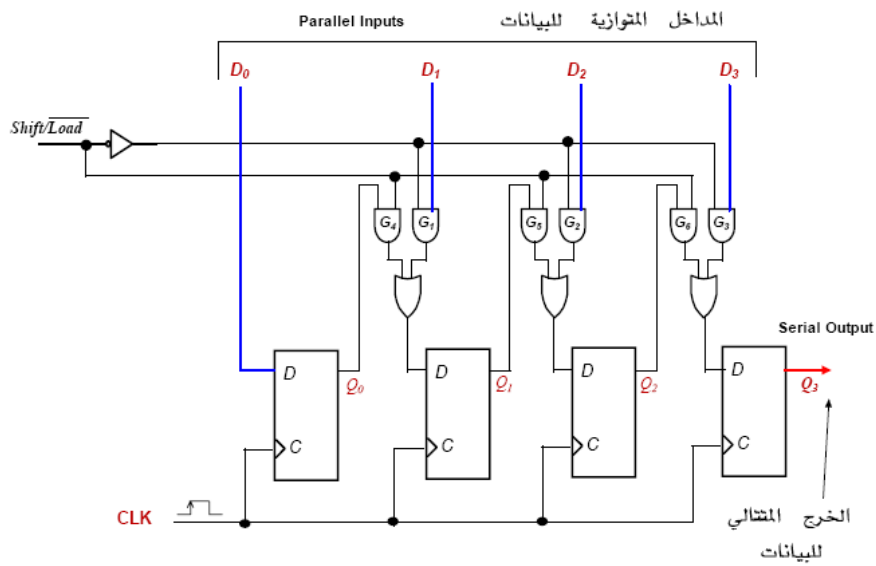 Parallel Inputs المداخل المتوازية للبيانات
D0 D1 D2 D3
Shift/Load
G4 G1 G5 G2 G6 G3
Serial Output
D Q0 D Q1 D Q2 D Q3
C C C C
CLK
الخرج المتتالي
للبيانات